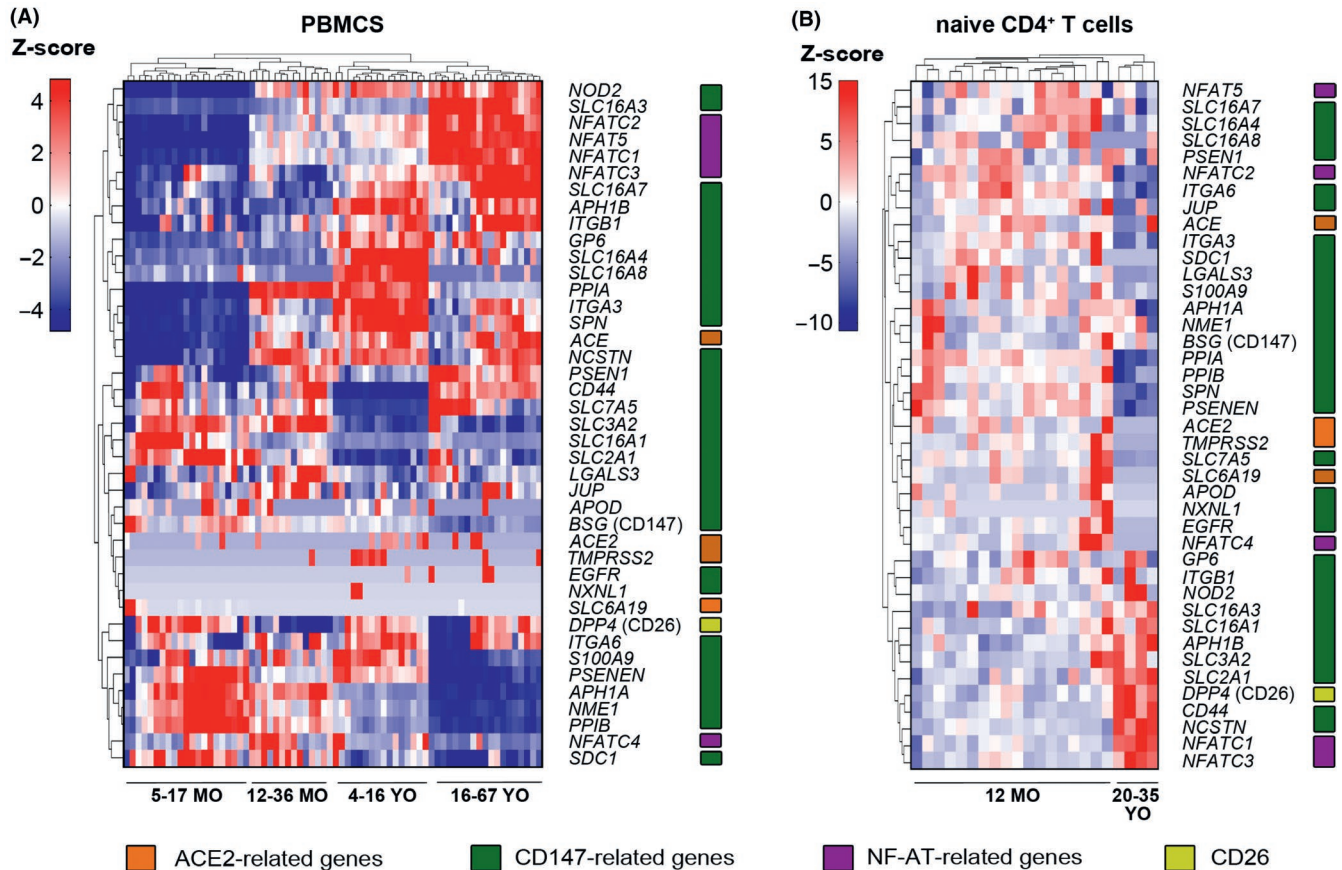 (A)
PBMCS
Z-score
4
2
0
−2
−4
NOD2
SLC16A3
NFATC2
NFAT5
NFATC1
NFATC3
SLC16A7
APH1B
ITGB1
GP6
SLC16A4
SLC16A8
PPIA
ITGA3
SPN
ACE
NCSTN
PSEN1
CD44
SLC7A5
SLC3A2
SLC16A1
SLC2A1
LGALS3
JUP
APOD
BSG (CD147)
ACE2
TMPRSS2
EGFR
NXNL1
SLC6A19
DPP4 (CD26)
ITGA6
S100A9
PSENEN
APH1A
NME1
PPIB
NFATC4
SDC1
5-17 MO 12-36 MO 4-16 YO 16-67 YO
(B)
naive CD4⁺ T cells
Z-score
15
10
5
0
−5
−10
NFAT5
SLC16A7
SLC16A4
SLC16A8
PSEN1
NFATC2
ITGA6
JUP
ACE
ITGA3
SDC1
LGALS3
S100A9
APH1A
NME1
BSG (CD147)
PPIA
PPIB
SPN
PSENEN
ACE2
TMPRSS2
SLC7A5
SLC6A19
APOD
NXNL1
EGFR
NFATC4
GP6
ITGB1
NOD2
SLC16A3
SLC16A1
APH1B
SLC3A2
SLC2A1
DPP4 (CD26)
CD44
NCSTN
NFATC1
NFATC3
12 MO 20-35
YO
ACE2-related genes CD147-related genes NF-AT-related genes CD26